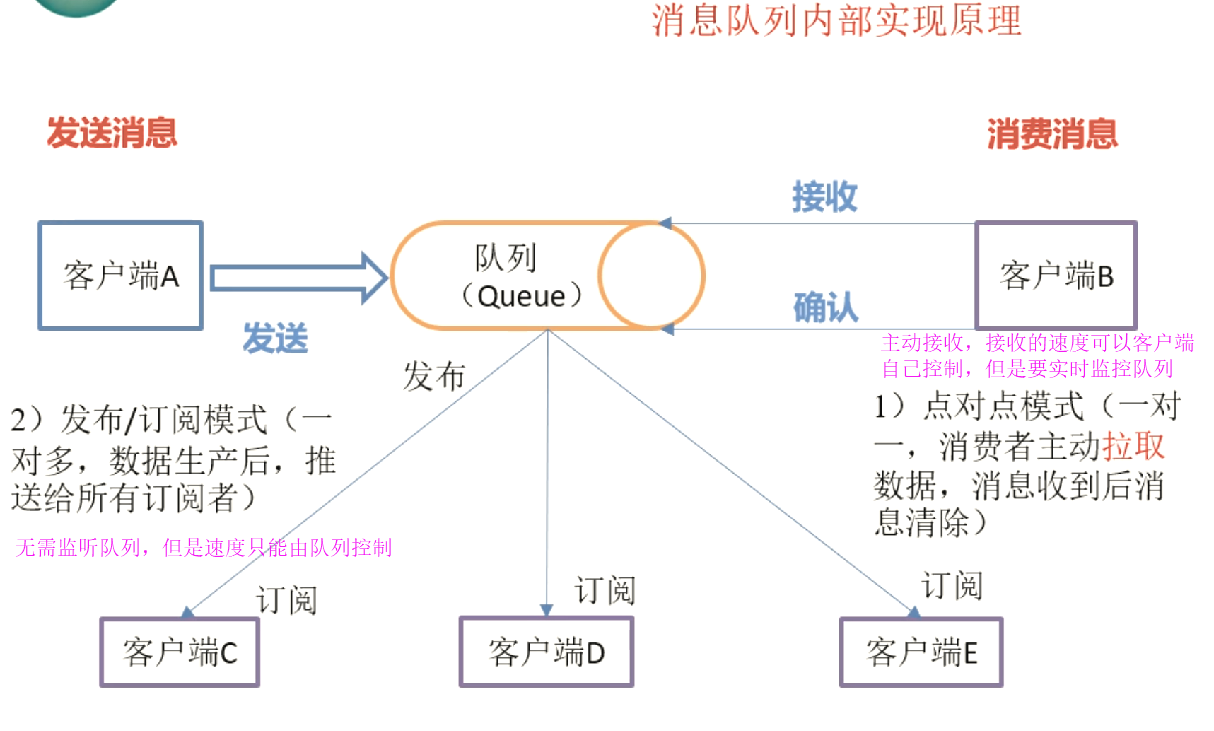 消息队列内部实现原理
发送消息
消费消息
接收
客户端A
队列
（Queue）
客户端B
发送
确认
主动接收，接收的速度可以客户端
自己控制，但是要实时监控队列
发布
2）发布/订阅模式（一
对多，数据生产后，推
送给所有订阅者）
1）点对点模式（一对
一，消费者主动拉取
数据，消息收到后消
息清除）
无需监听队列，但是速度只能由队列控制
订阅
订阅
订阅
客户端C
客户端D
客户端E